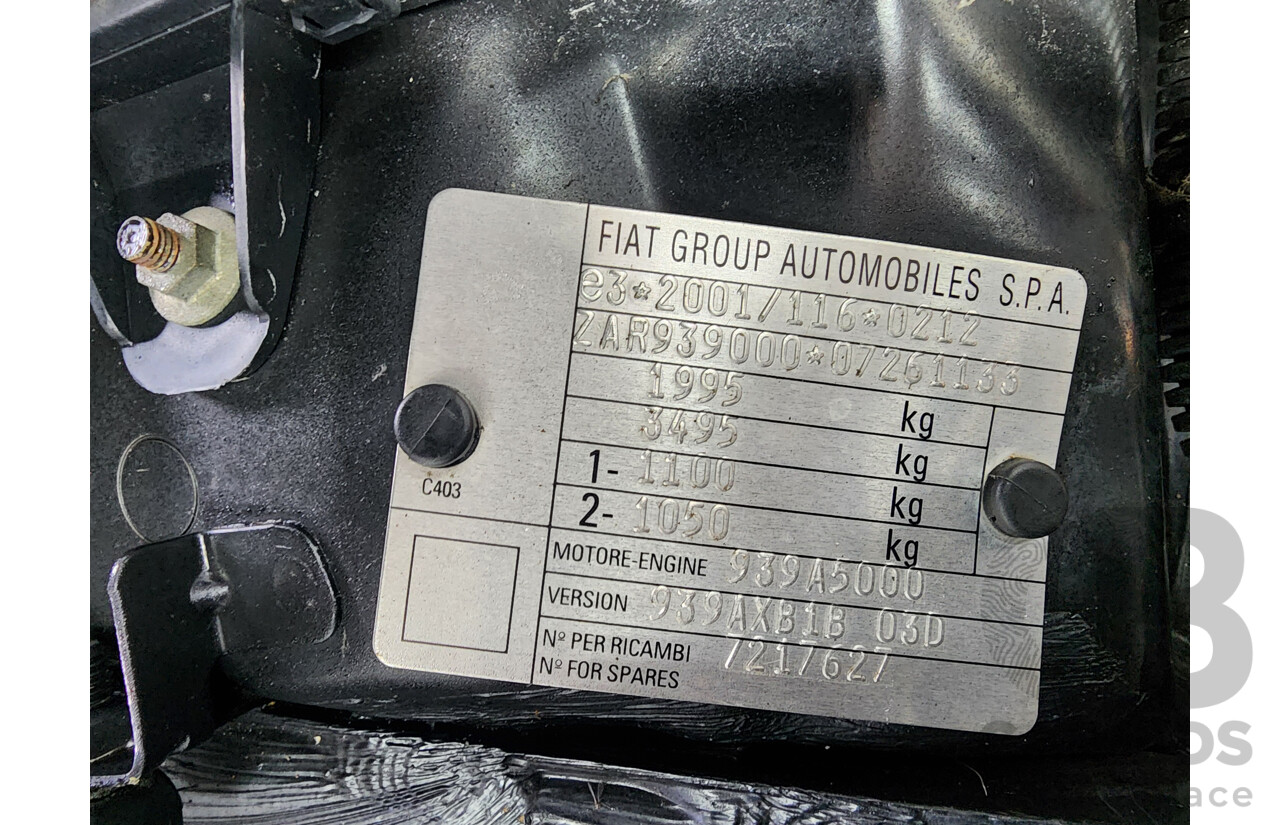 FIAT GROUP AUTOMOBILES S.P.A.
e3*2001/116*0212
ZAR939000*07261133
1995 kg
3495 kg
1- 1100 kg
2- 1050 kg
C403
MOTORE-ENGINE 939A5000
VERSION 939AXB1B 03D
Nº PER RICAMBI 7217627
Nº FOR SPARES